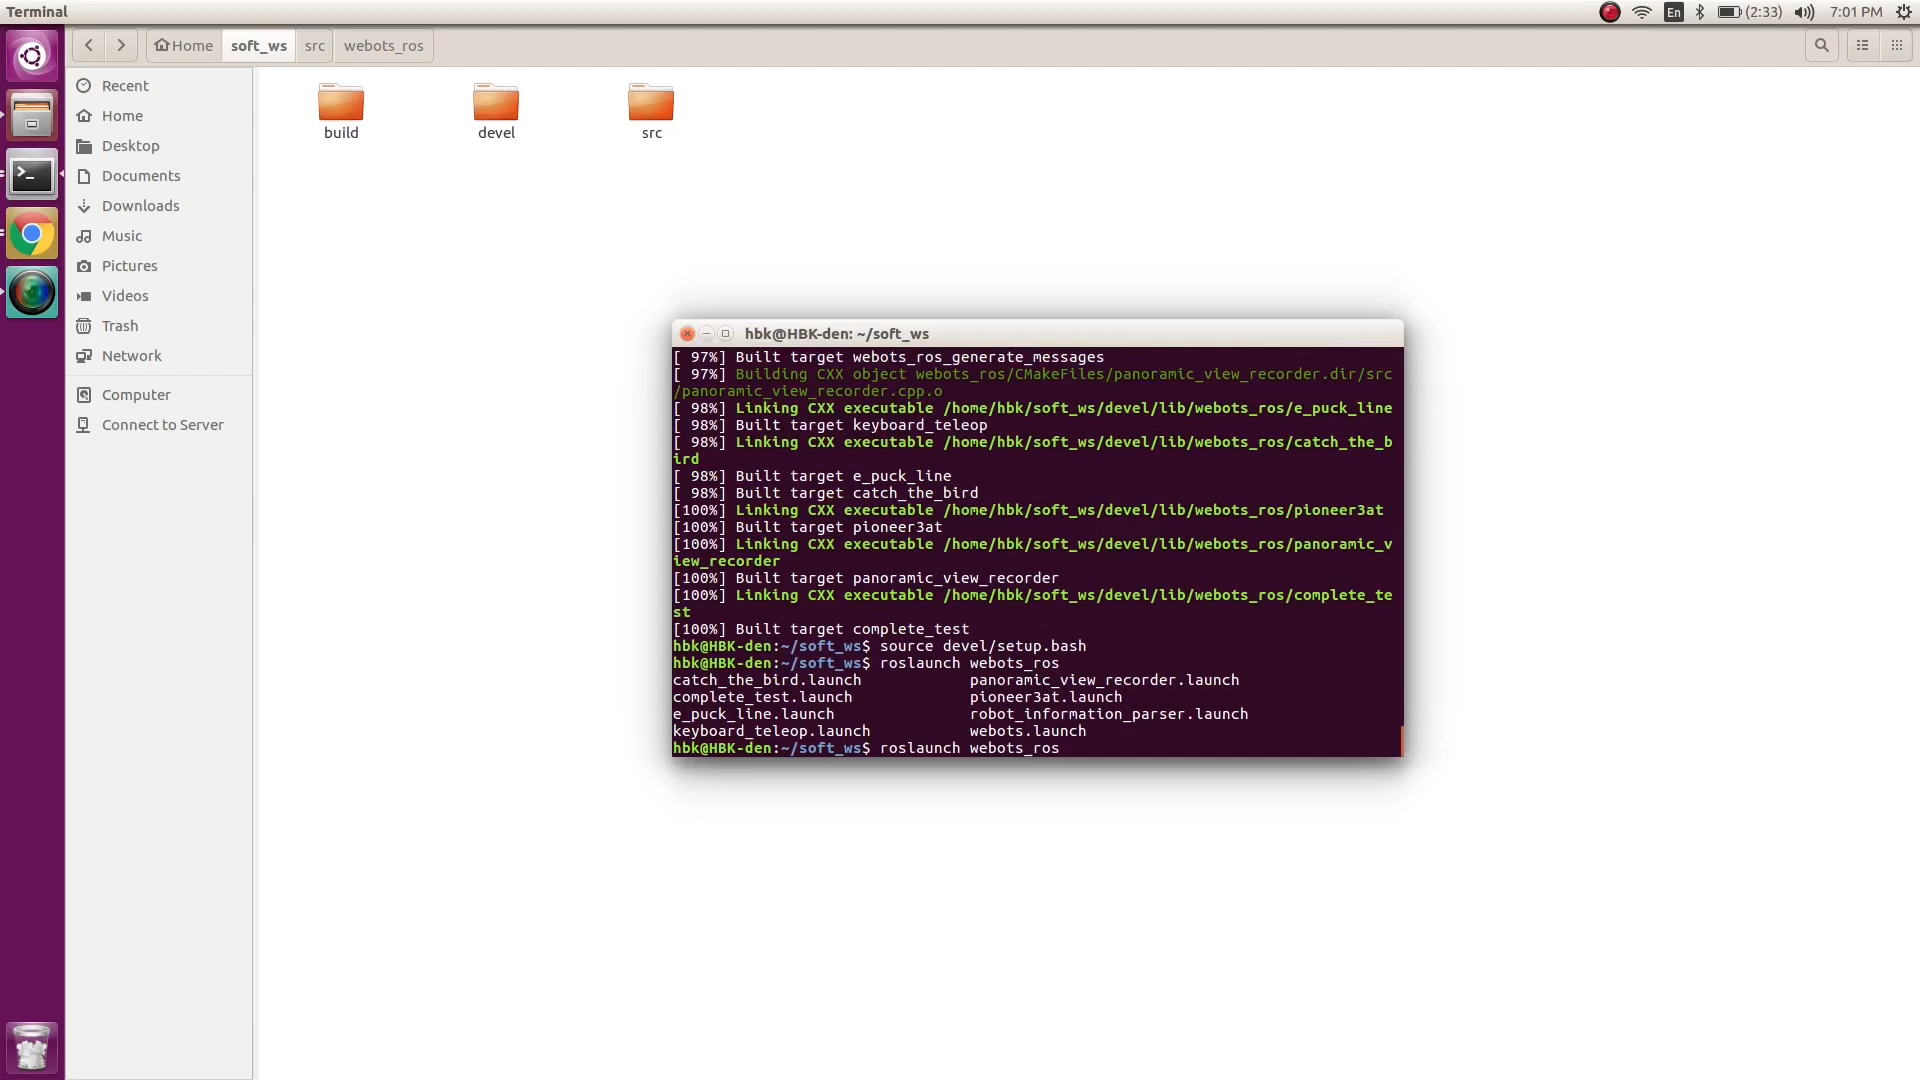 Terminal
En
(2:33)
7:01 PM
Home
soft_ws
src
webots_ros
Recent
Home
Desktop
Documents
Downloads
Music
Pictures
Videos
Trash
Network
Computer
Connect to Server
build
devel
src
hbk@HBK-den: ~/soft_ws
[ 97%] Built target webots_ros_generate_messages
[ 97%] Building CXX object webots_ros/CMakeFiles/panoramic_view_recorder.dir/src
/panoramic_view_recorder.cpp.o
[ 98%] Linking CXX executable /home/hbk/soft_ws/devel/lib/webots_ros/e_puck_line
[ 98%] Built target keyboard_teleop
[ 98%] Linking CXX executable /home/hbk/soft_ws/devel/lib/webots_ros/catch_the_b
ird
[ 98%] Built target e_puck_line
[ 98%] Built target catch_the_bird
[100%] Linking CXX executable /home/hbk/soft_ws/devel/lib/webots_ros/pioneer3at
[100%] Built target pioneer3at
[100%] Linking CXX executable /home/hbk/soft_ws/devel/lib/webots_ros/panoramic_v
iew_recorder
[100%] Built target panoramic_view_recorder
[100%] Linking CXX executable /home/hbk/soft_ws/devel/lib/webots_ros/complete_te
st
[100%] Built target complete_test
hbk@HBK-den:~/soft_ws$ source devel/setup.bash
hbk@HBK-den:~/soft_ws$ roslaunch webots_ros
catch_the_bird.launch panoramic_view_recorder.launch
complete_test.launch pioneer3at.launch
e_puck_line.launch robot_information_parser.launch
keyboard_teleop.launch webots.launch
hbk@HBK-den:~/soft_ws$ roslaunch webots_ros